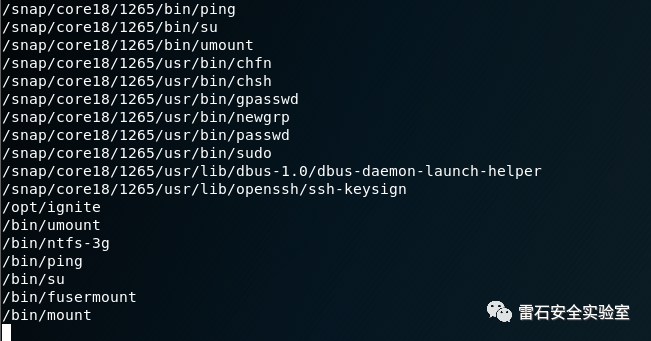 /snap/core18/1265/bin/ping
/snap/core18/1265/bin/su
/snap/core18/1265/bin/umount
/snap/core18/1265/usr/bin/chfn
/snap/core18/1265/usr/bin/chsh
/snap/core18/1265/usr/bin/gpasswd
/snap/core18/1265/usr/bin/newgrp
/snap/core18/1265/usr/bin/passwd
/snap/core18/1265/usr/bin/sudo
/snap/core18/1265/usr/lib/dbus-1.0/dbus-daemon-launch-helper
/snap/core18/1265/usr/lib/openssh/ssh-keysign
/opt/ignite
/bin/umount
/bin/ntfs-3g
/bin/ping
/bin/su
/bin/fusermount
/bin/mount
雷石安全实验室